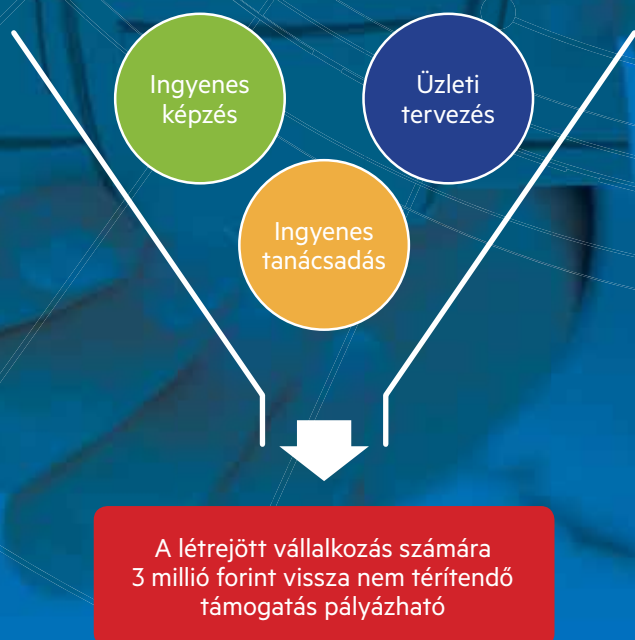 Ingyenes
képzés
Üzleti
tervezés
Ingyenes
tanácsadás
A létrejött vállalkozás számára
3 millió forint vissza nem térítendő
támogatás pályázható